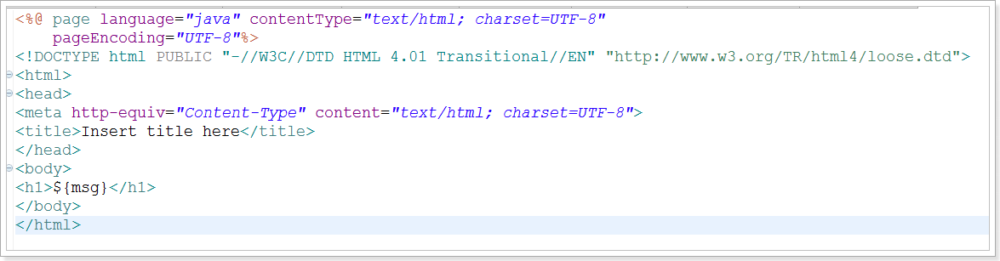 <%@ page language="java" contentType="text/html; charset=UTF-8"
    pageEncoding="UTF-8"%>
<!DOCTYPE html PUBLIC "-//W3C//DTD HTML 4.01 Transitional//EN" "http://www.w3.org/TR/html4/loose.dtd">
<html>
<head>
<meta http-equiv="Content-Type" content="text/html; charset=UTF-8">
<title>Insert title here</title>
</head>
<body>
<h1>${msg}</h1>
</body>
</html>